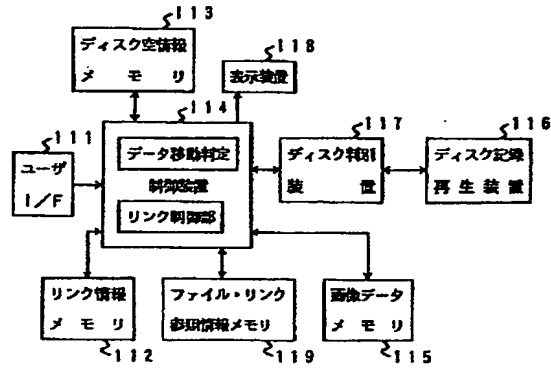 113
ディスク空情報
メモリ
118
表示装置
114
111
ユーザ
I/F
データ移動判定
制御装置
リンク制御部
117
ディスク判別
装置
116
ディスク記録
再生装置
リンク情報
メモリ
112
ファイル・リンク
参照情報メモリ
119
画像データ
メモリ
115